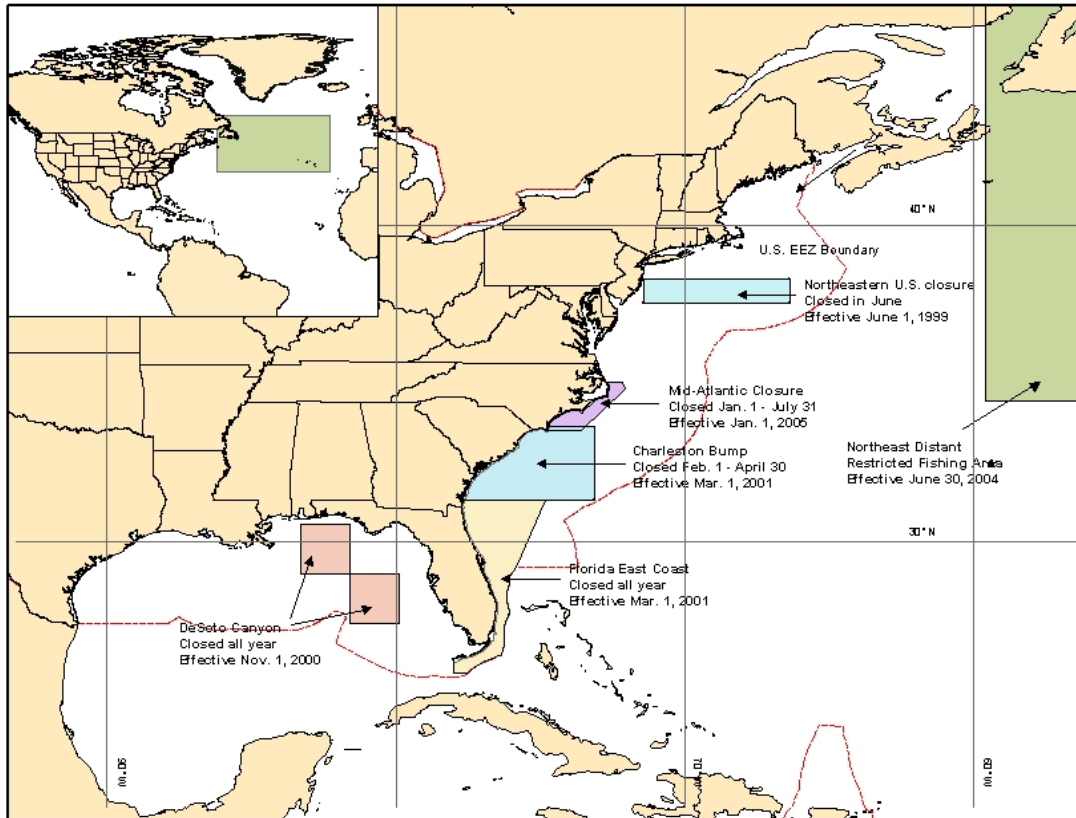 40° N
U.S. EEZ Boundary
Northeastern U.S. closure
Closed in June
Effective June 1, 1999
Mid-Atlantic Closure
Closed Jan. 1 - July 31
Effective Jan. 1, 2005
Charleston Bump
Closed Feb. 1 - April 30
Effective Mar. 1, 2001
Northeast Distant
Restricted Fishing Area
Effective June 30, 2004
30° N
Florida East Coast
Closed all year
Effective Mar. 1, 2001
DeSoto Canyon
Closed all year
Effective Nov. 1, 2000
90° W
70° W
60° W